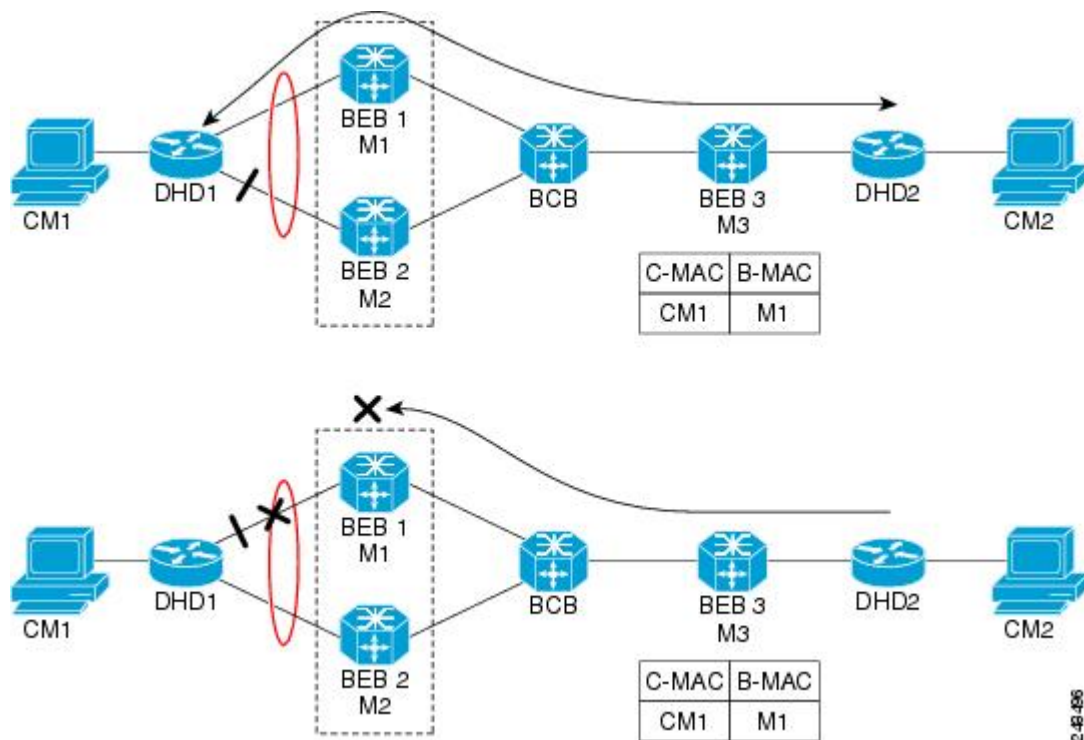 BEB 1
M1
CM1
DHD1
BCB
BEB 3
M3
DHD2
CM2
BEB 2
M2
C-MAC B-MAC
CM1 M1
BEB 1
M1
CM1
DHD1
BCB
BEB 3
M3
DHD2
CM2
BEB 2
M2
C-MAC B-MAC
CM1 M1
249496